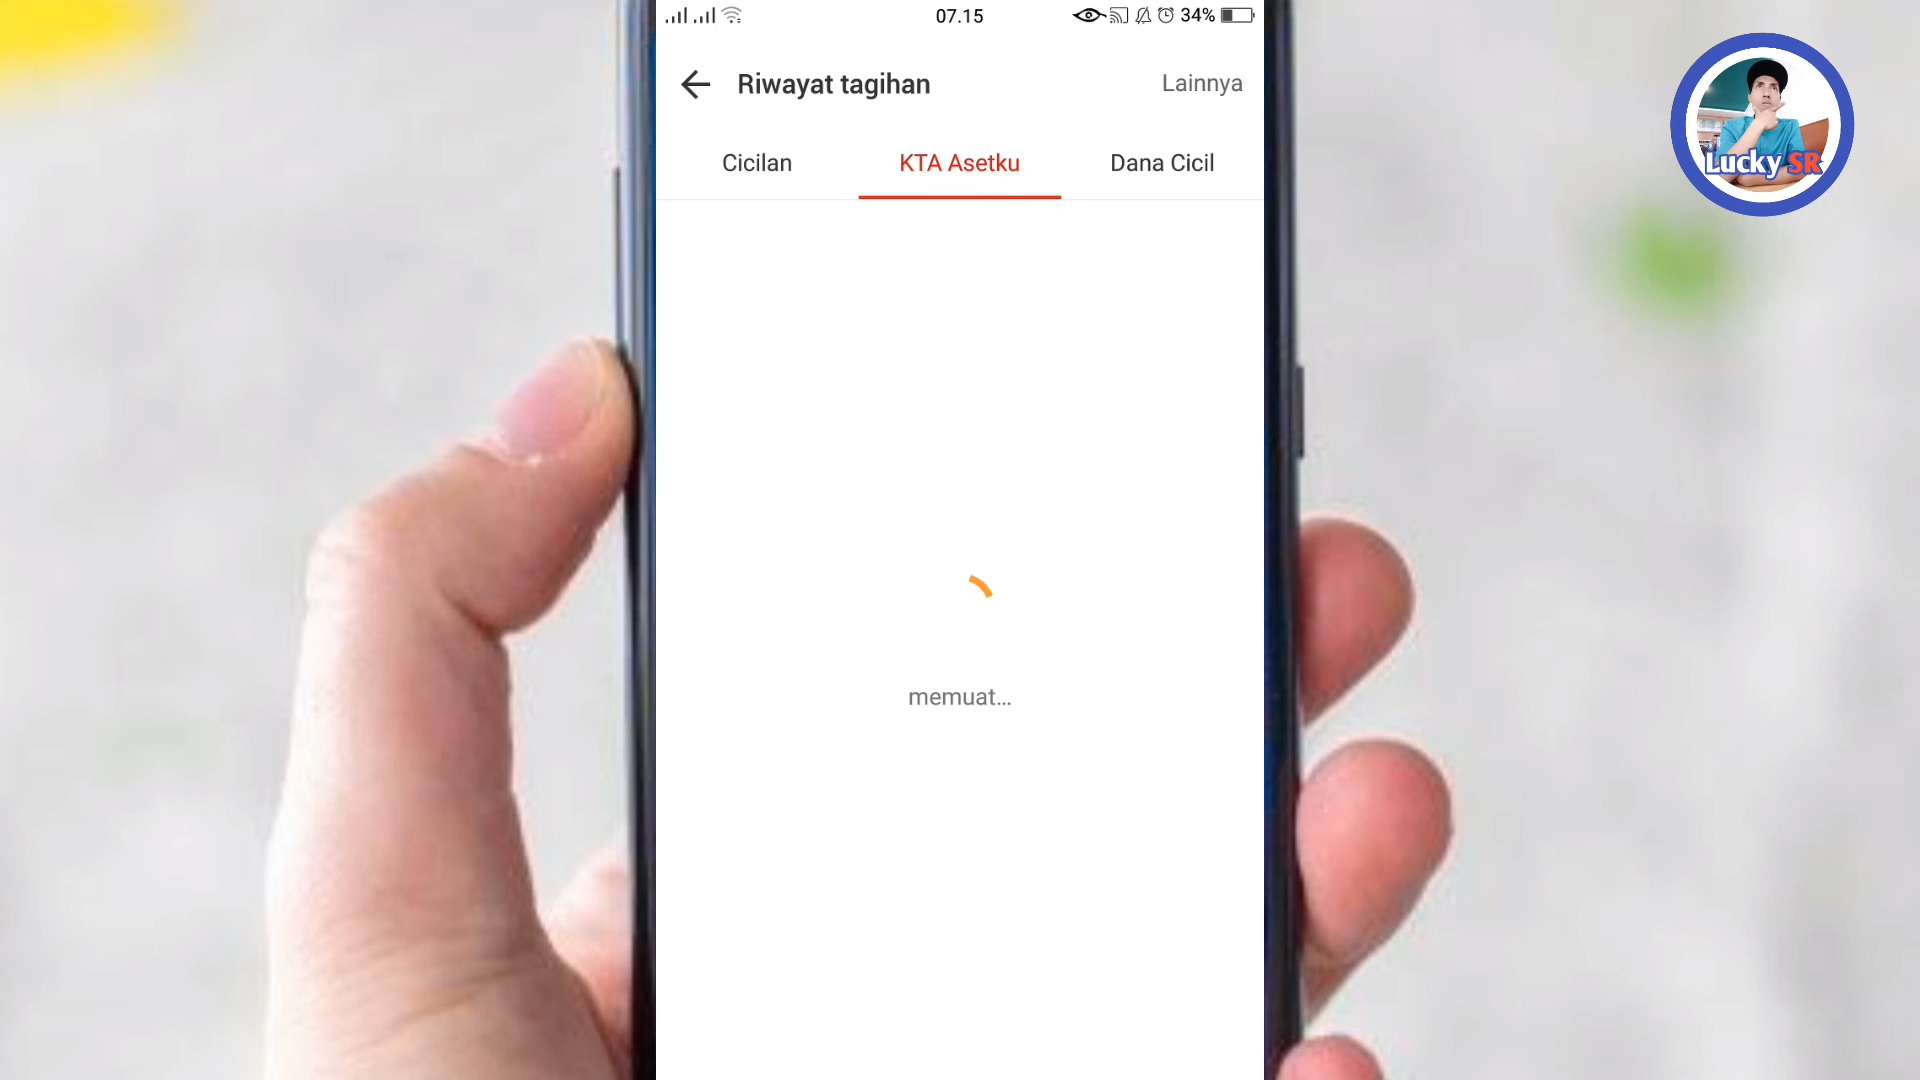 07.15
34%
Riwayat tagihan
Lainnya
Cicilan
KTA Asetku
Dana Cicil
memuat...
Lucky SR